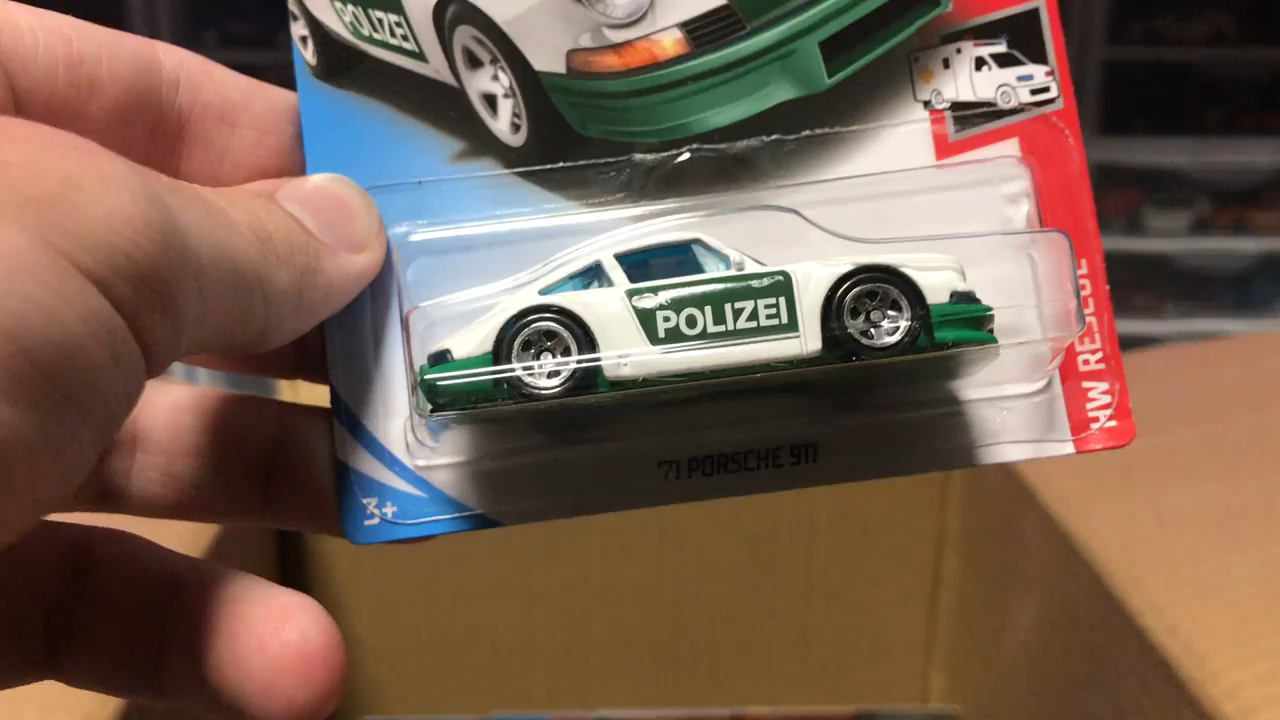 POLIZEI
POLIZEI
HW RESCUE
'71 PORSCHE 911
3+